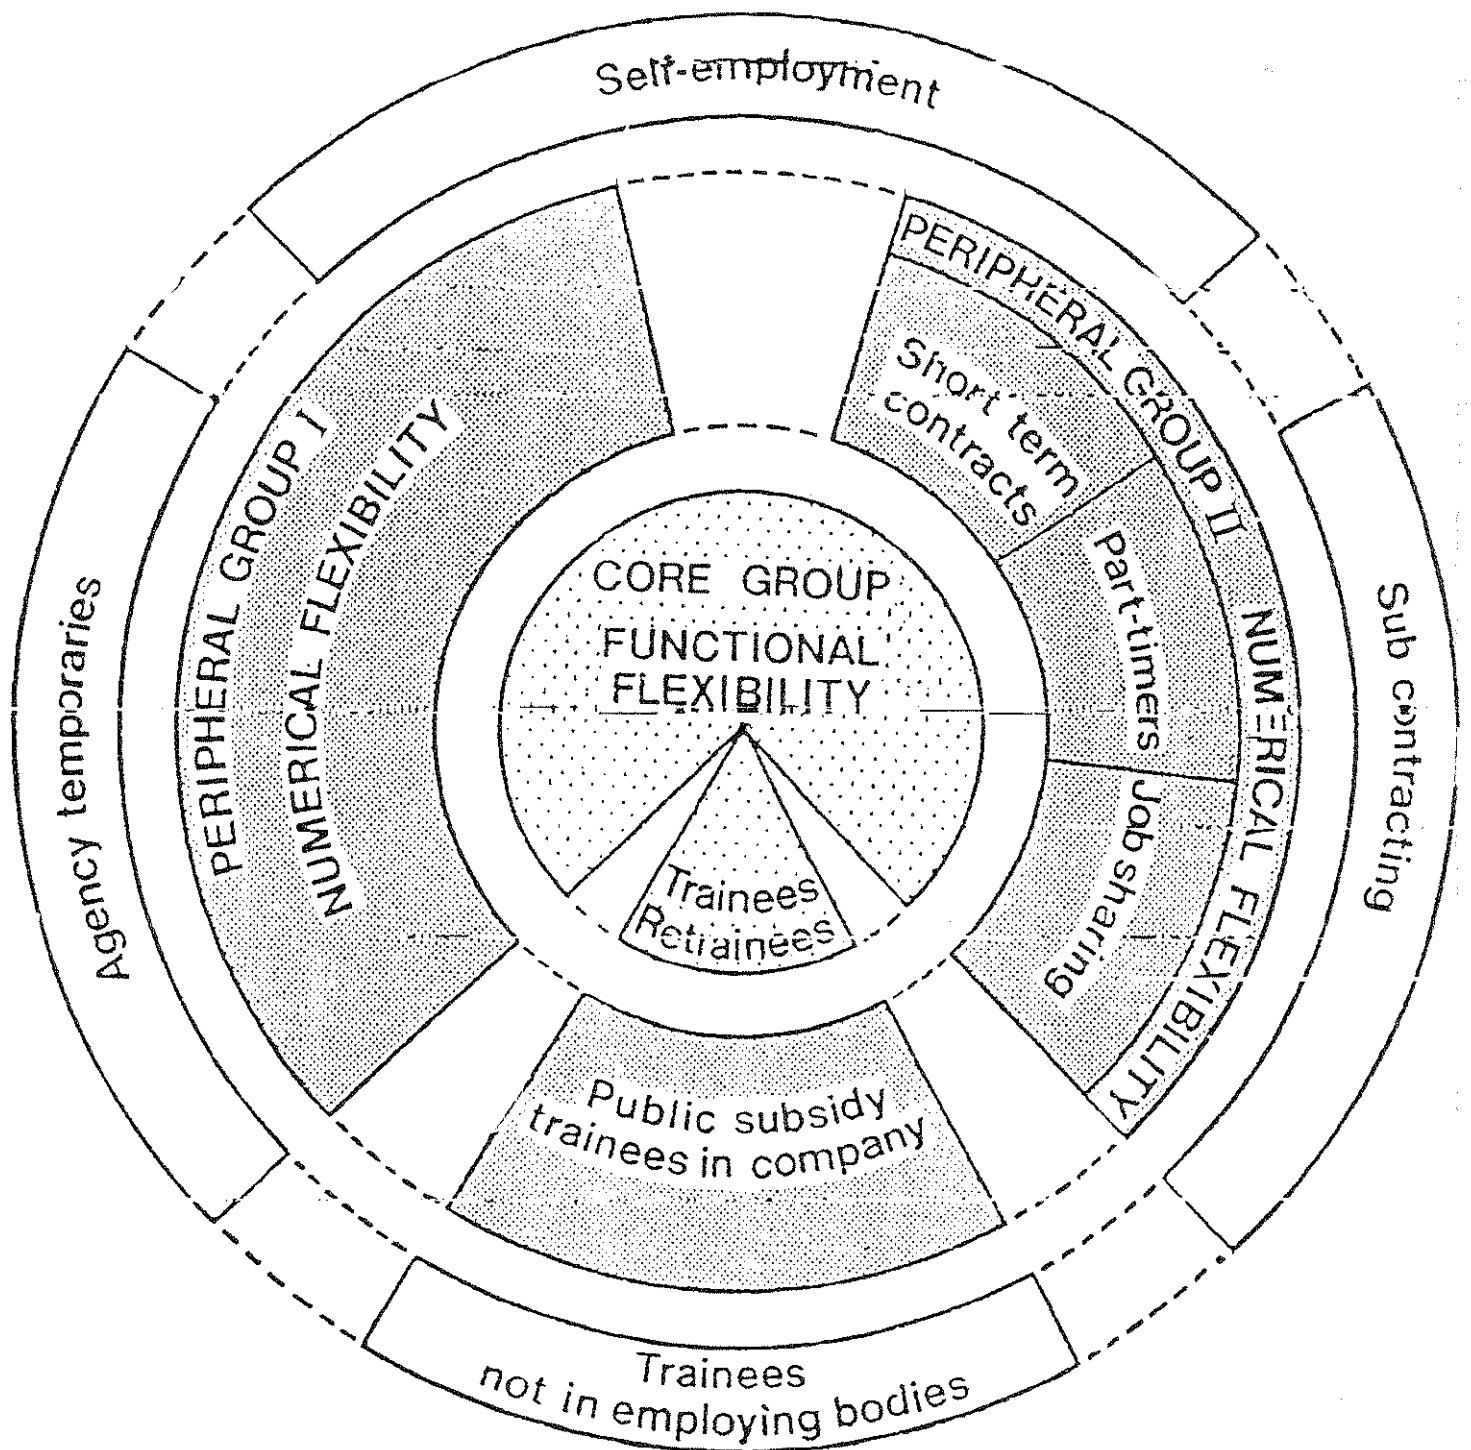 Self-employment
PERIPHERAL GROUP I
NUMERICAL FLEXIBILITY
PERIPHERAL GROUP II NUMERICAL FLEXIBILITY
Short term
contracts
Part-timers
Job sharing
CORE GROUP
FUNCTIONAL
FLEXIBILITY
Trainees
Retrainees
Agency temporaries
Sub contracting
Public subsidy
trainees in company
Trainees
not in employing bodies